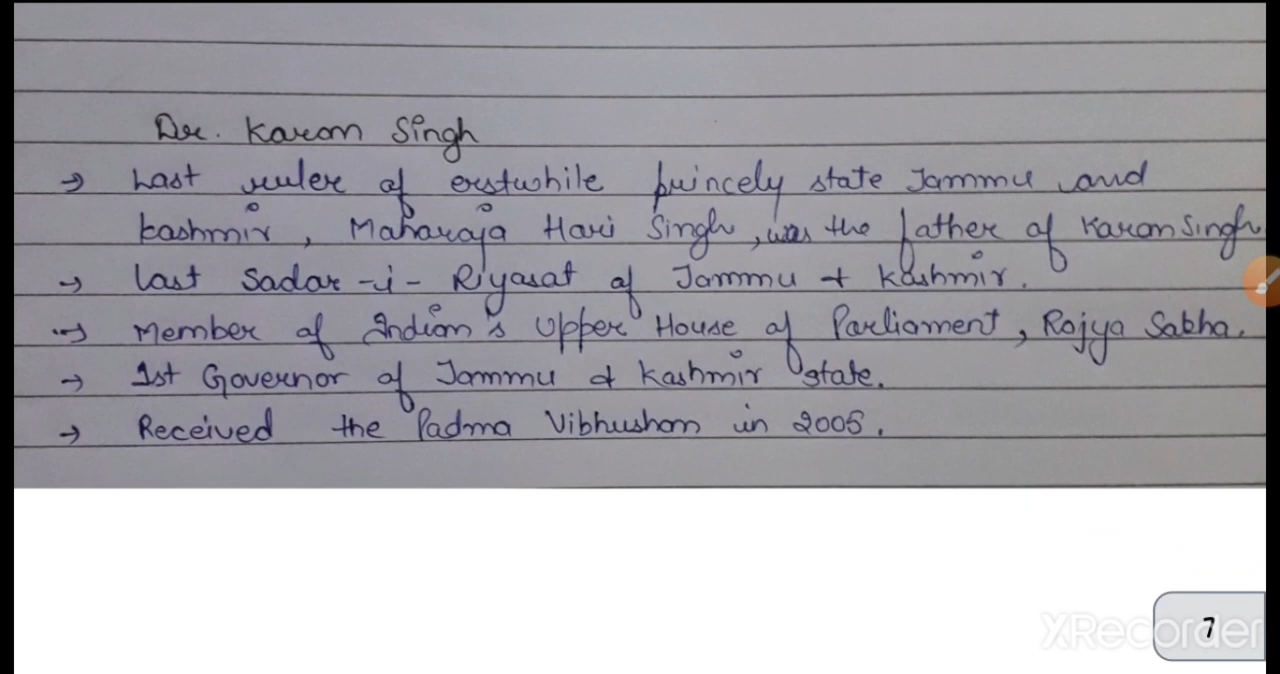 Dr. Karan Singh
→ Last ruler of erstwhile princely state Jammu and
kashmir, Maharaja Hari Singh, was the father of Karan Singh
→ Last Sadar-i-Riyasat of Jammu & Kashmir.
→ Member of Indian's Upper House of Parliament, Rajya Sabha.
→ 1st Governor of Jammu & Kashmir state.
→ Received the Padma Vibhushan in 2005.
XRecorder
7